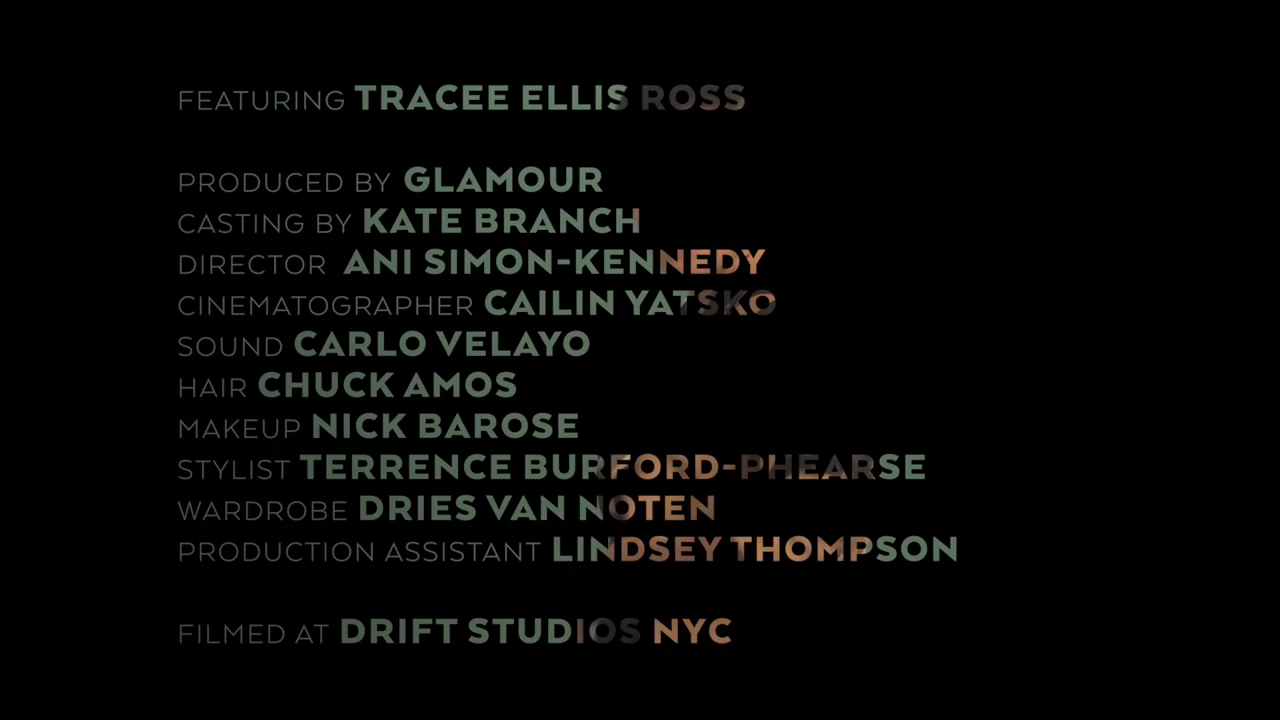 FEATURING TRACEE ELLIS ROSS
PRODUCED BY GLAMOUR
CASTING BY KATE BRANCH
DIRECTOR ANI SIMON-KENNEDY
CINEMATOGRAPHER CAILIN YATSKO
SOUND CARLO VELAYO
HAIR CHUCK AMOS
MAKEUP NICK BAROSE
STYLIST TERRENCE BURFORD-PHEARSE
WARDROBE DRIES VAN NOTEN
PRODUCTION ASSISTANT LINDSEY THOMPSON
FILMED AT DRIFT STUDIOS NYC